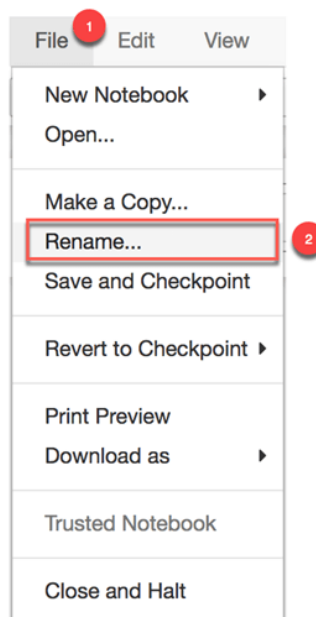 File 1 Edit View
New Notebook
Open...
Make a Copy...
Rename... 2
Save and Checkpoint
Revert to Checkpoint
Print Preview
Download as
Trusted Notebook
Close and Halt